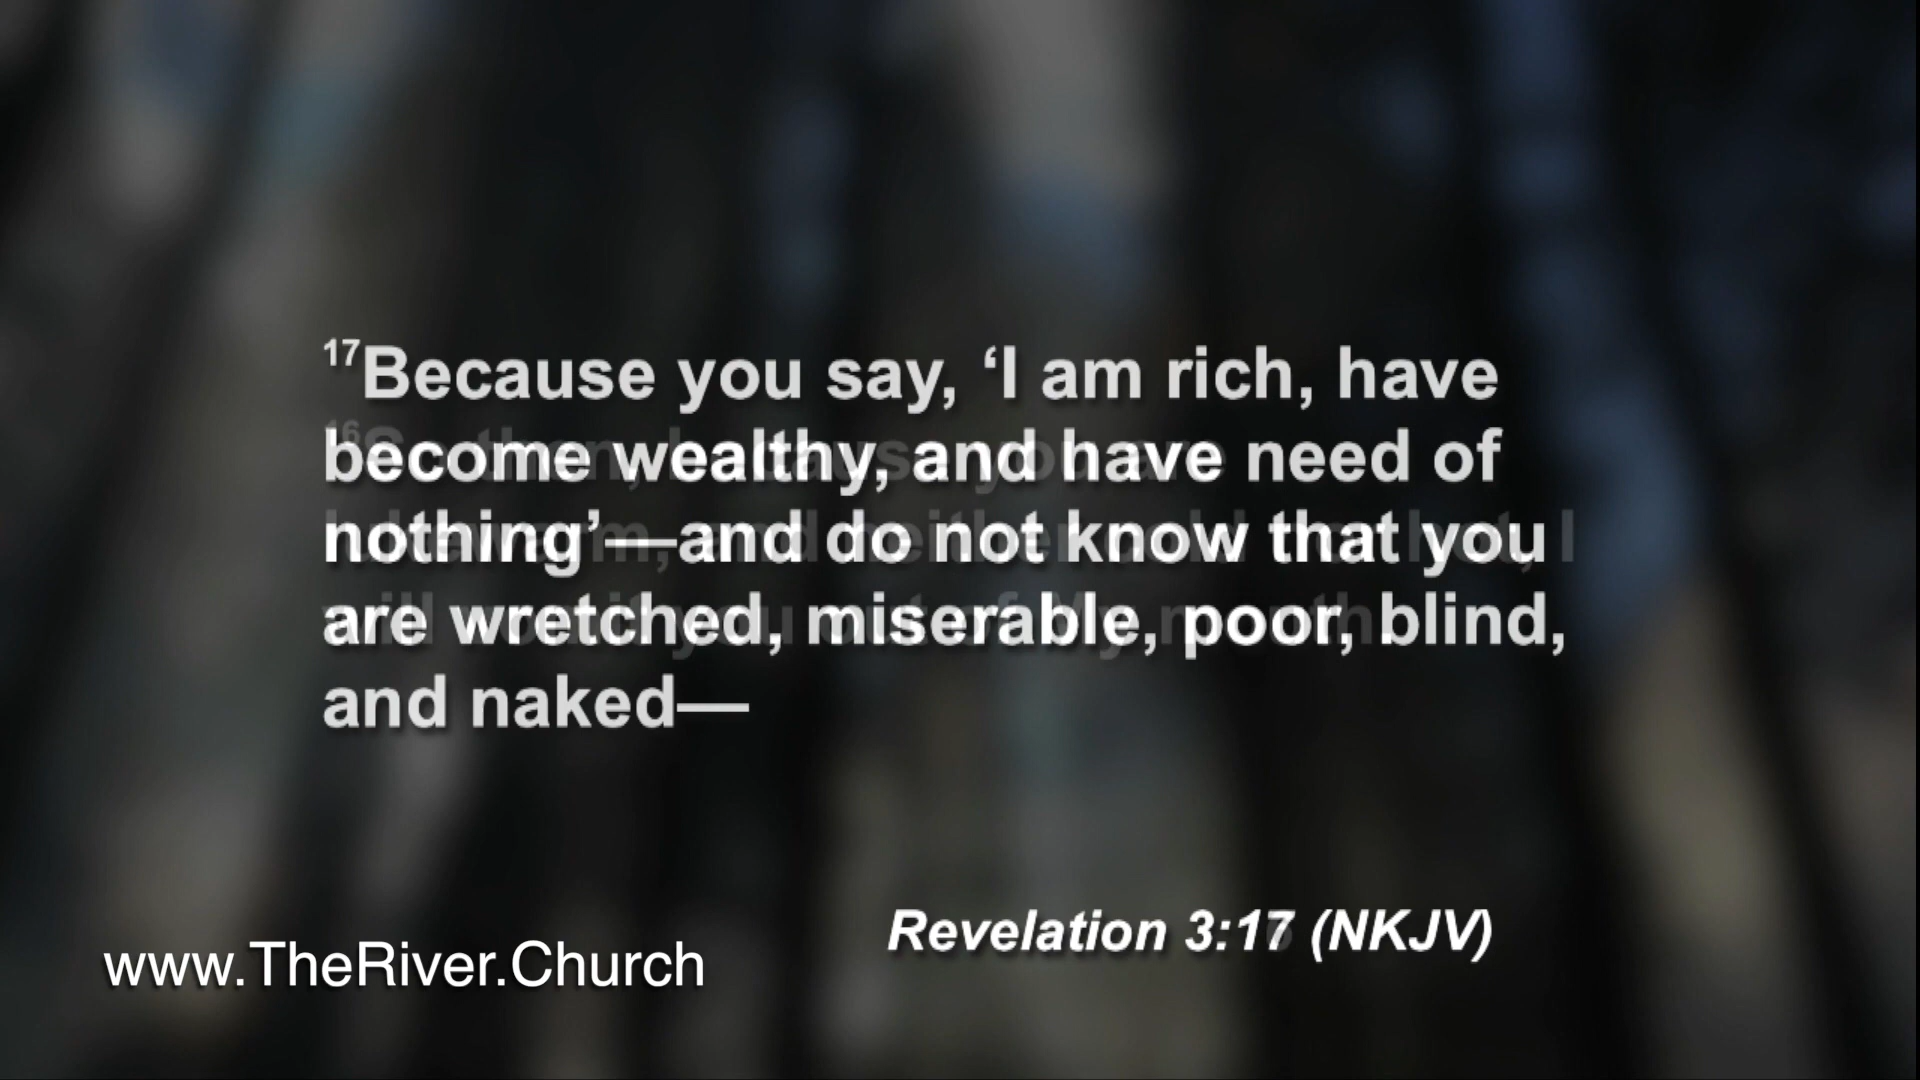 17Because you say, ‘I am rich, have
become wealthy, and have need of
nothing’—and do not know that you
are wretched, miserable, poor, blind,
and naked—
Revelation 3:17 (NKJV)
www.TheRiver.Church